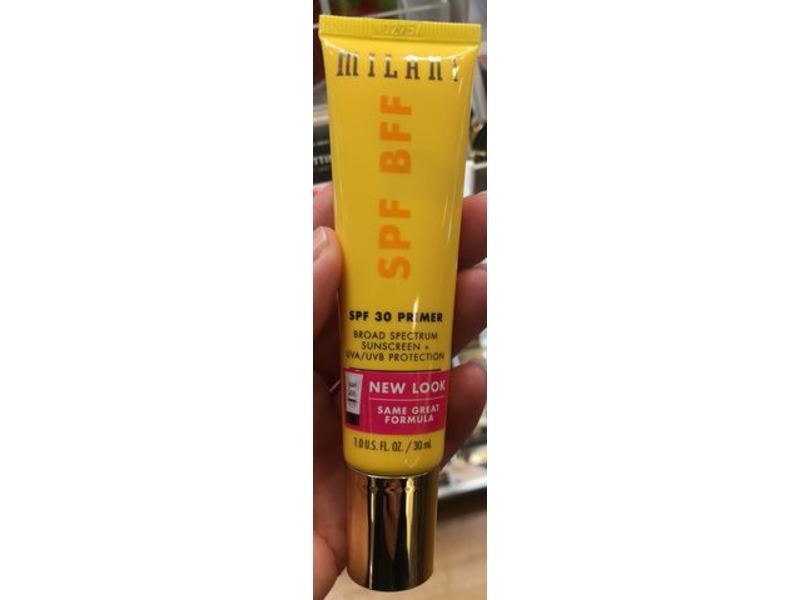 MILANI
SPF BFF
SPF 30 PRIMER
BROAD SPECTRUM
SUNSCREEN +
UVA/UVB PROTECTION
NEW LOOK
SAME GREAT
FORMULA
1.0 U.S. FL. OZ. / 30 mL